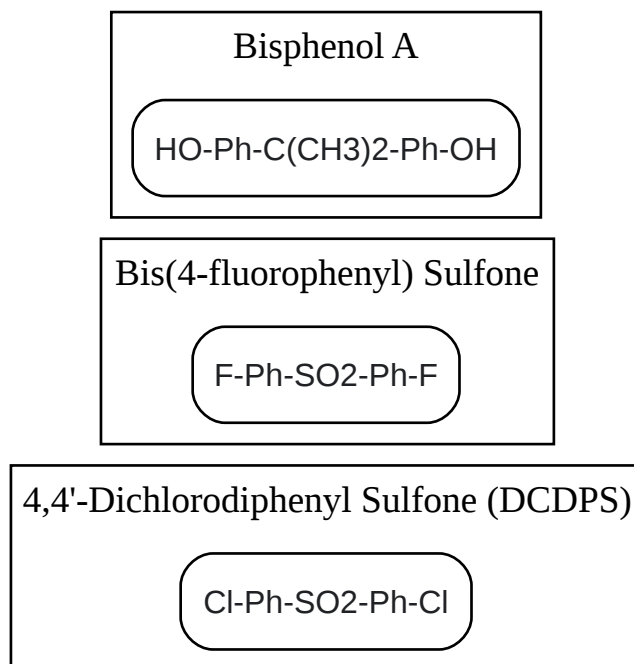 Bisphenol A
HO-Ph-C(CH3)2-Ph-OH
Bis(4-fluorophenyl) Sulfone
F-Ph-SO2-Ph-F
4,4'-Dichlorodiphenyl Sulfone (DCDPS)
Cl-Ph-SO2-Ph-Cl